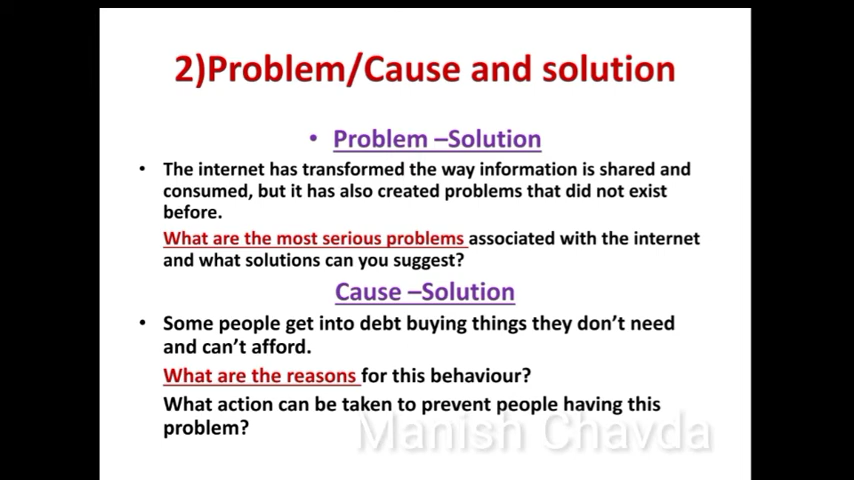 2)Problem/Cause and solution
• Problem –Solution
• The internet has transformed the way information is shared and
consumed, but it has also created problems that did not exist
before.
What are the most serious problems associated with the internet
and what solutions can you suggest?
Cause –Solution
• Some people get into debt buying things they don’t need
and can’t afford.
What are the reasons for this behaviour?
What action can be taken to prevent people having this
problem?
Manish Chavda